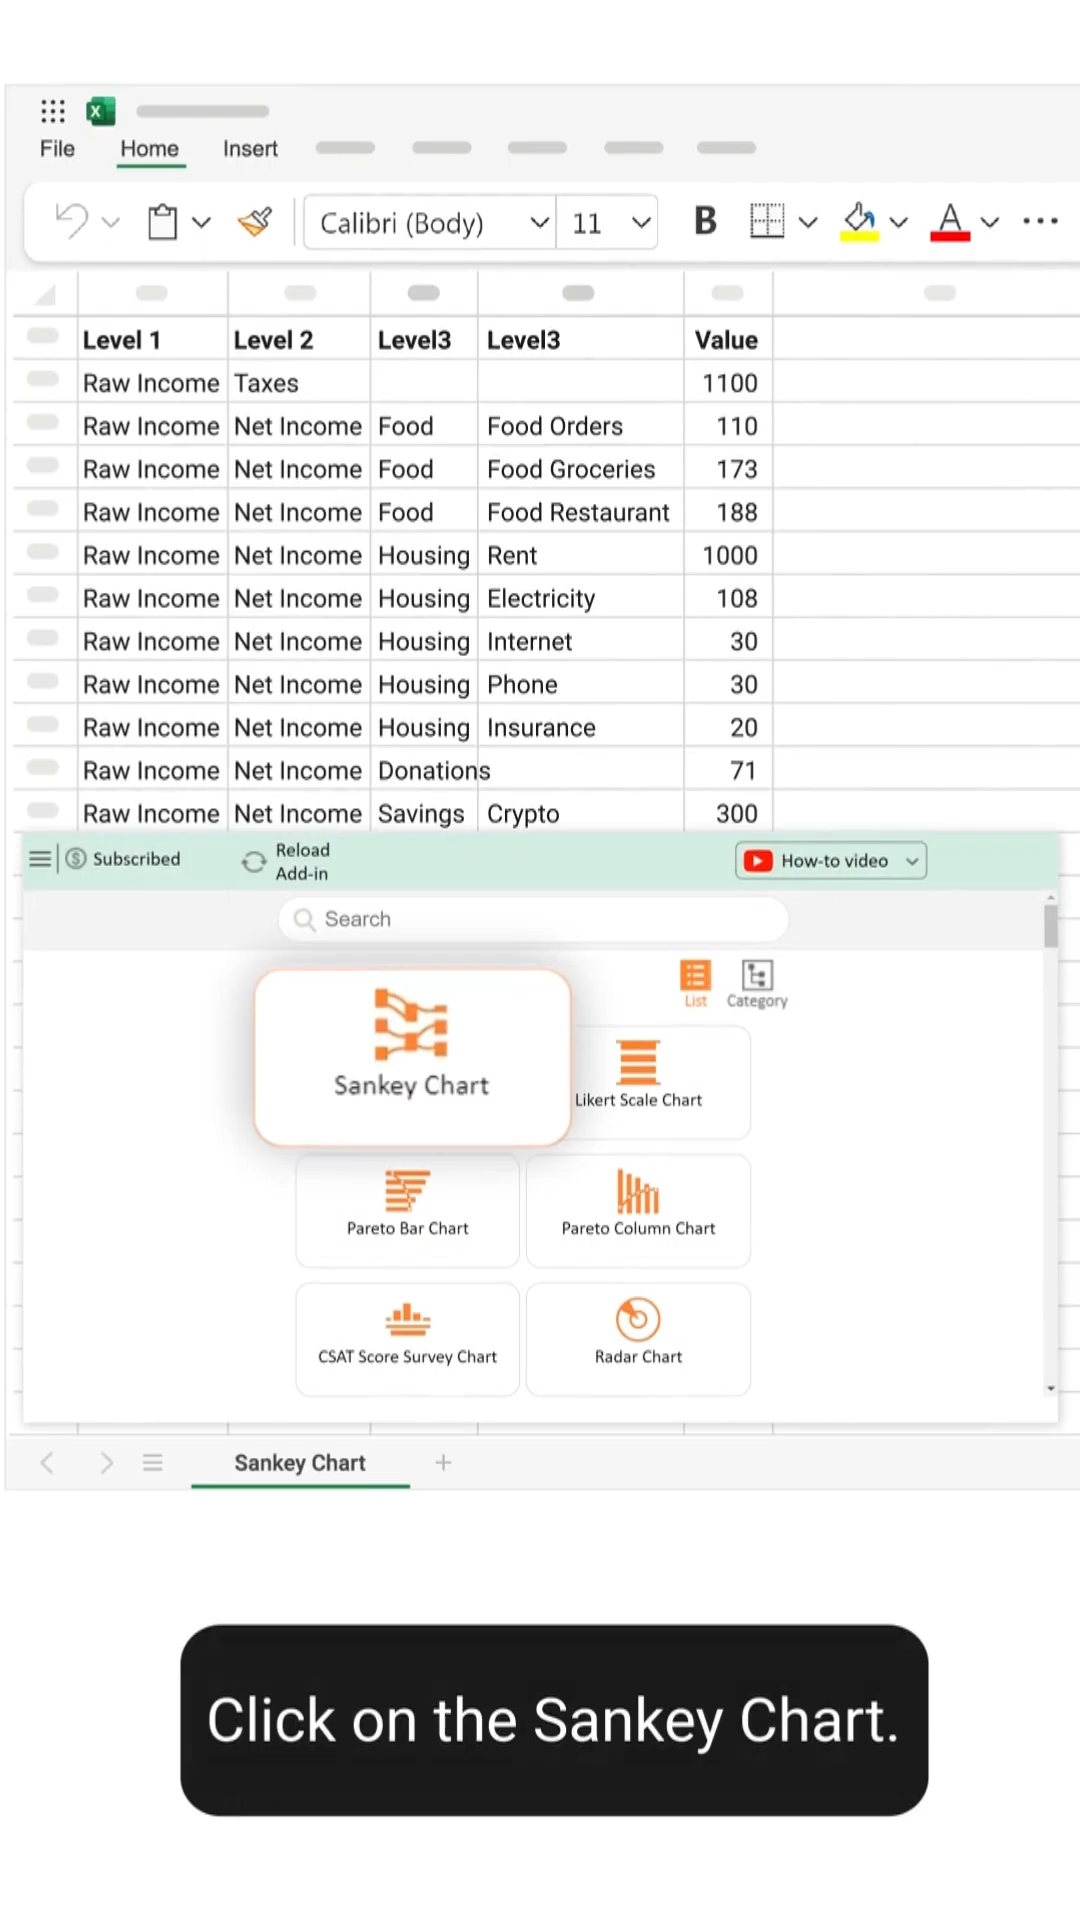 File Home Insert
Calibri (Body) 11 B A
Level 1 Level 2 Level3 Level3 Value
Raw Income Taxes 1100
Raw Income Net Income Food Food Orders 110
Raw Income Net Income Food Food Groceries 173
Raw Income Net Income Food Food Restaurant 188
Raw Income Net Income Housing Rent 1000
Raw Income Net Income Housing Electricity 108
Raw Income Net Income Housing Internet 30
Raw Income Net Income Housing Phone 30
Raw Income Net Income Housing Insurance 20
Raw Income Net Income Donations 71
Raw Income Net Income Savings Crypto 300
Subscribed Reload How-to video
Add-in
Search
List Category
Sankey Chart Likert Scale Chart
Pareto Bar Chart Pareto Column Chart
CSAT Score Survey Chart Radar Chart
Sankey Chart
Click on the Sankey Chart.